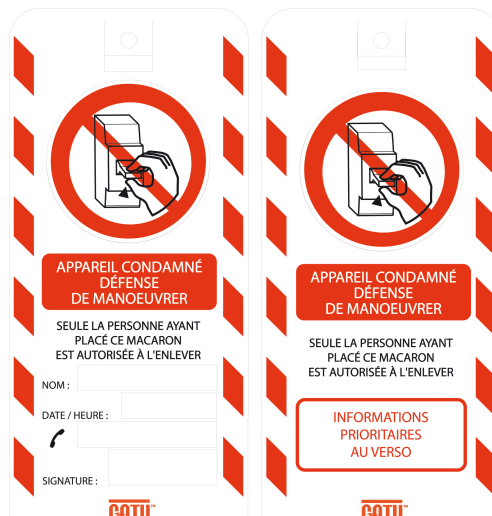 APPAREIL CONDAMNÉ
DÉFENSE
DE MANOEUVRER
SEULE LA PERSONNE AYANT
PLACÉ CE MACARON
EST AUTORISÉE À L'ENLEVER
NOM :
DATE / HEURE :
SIGNATURE :
CATU™
APPAREIL CONDAMNÉ
DÉFENSE
DE MANOEUVRER
SEULE LA PERSONNE AYANT
PLACÉ CE MACARON
EST AUTORISÉE À L'ENLEVER
INFORMATIONS
PRIORITAIRES
AU VERSO
CATU™